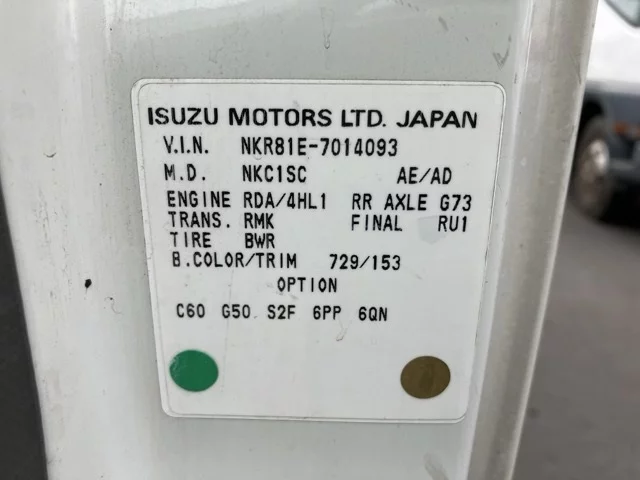 ISUZU MOTORS LTD. JAPAN
V.I.N. NKR81E-7014093
M.D. NKC1SC AE/AD
ENGINE RDA/4HL1 RR AXLE G73
TRANS. RMK FINAL RU1
TIRE BWR
B.COLOR/TRIM 729/153
OPTION
C60 G50 S2F 6PP 6QN